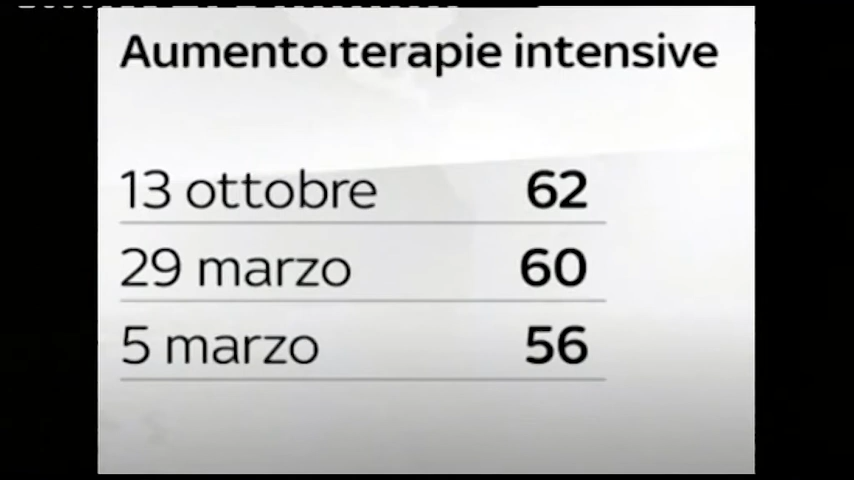 Aumento terapie intensive
13 ottobre 62
29 marzo 60
5 marzo 56